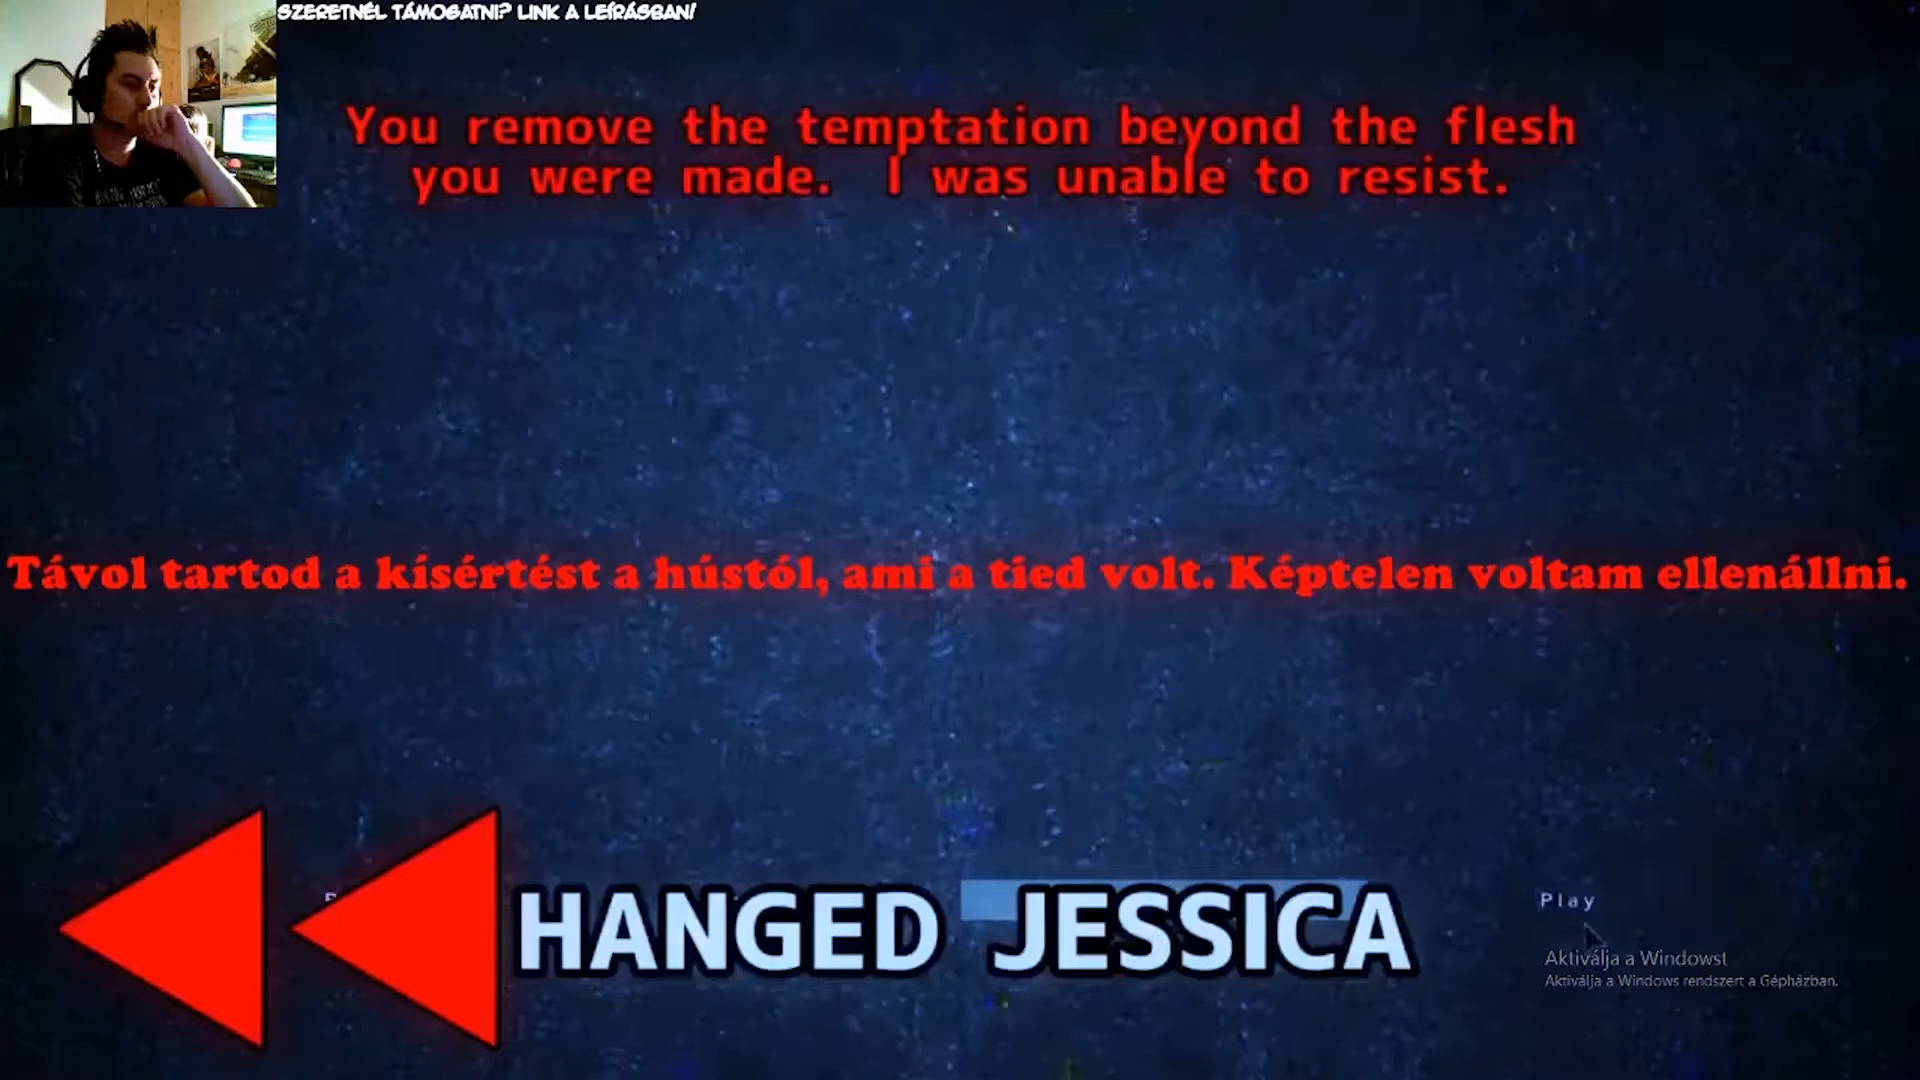 SZERETNÉL TÁMOGATNI? LINK A LEÍRÁSBAN!
You remove the temptation beyond the flesh
you were made. I was unable to resist.
Távol tartod a kísértést a hústól, ami a tied volt. Képtelen voltam ellenállni.
HANGED JESSICA
Play
Aktiválja a Windowst
Aktiválja a Windows rendszert a Gépházban.